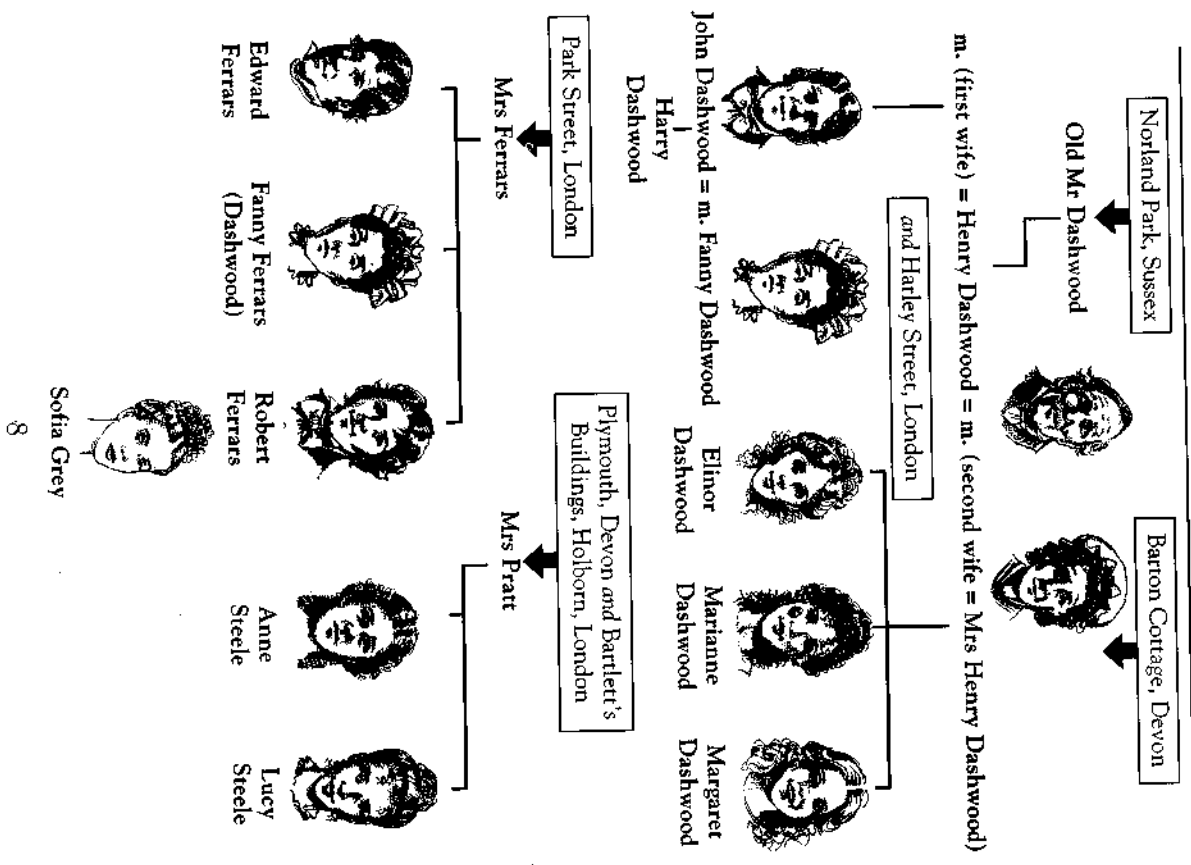 Norland Park, Sussex
Barton Cottage, Devon
Old Mr Dashwood
m. (first wife) = Henry Dashwood = m. (second wife = Mrs Henry Dashwood)
and Harley Street, London
John Dashwood = m. Fanny Dashwood
Elinor
Dashwood
Marianne
Dashwood
Margaret
Dashwood
Harry
Dashwood
Park Street, London
Plymouth, Devon and Bartlett's
Buildings, Holborn, London
Mrs Ferrars
Mrs Pratt
Edward
Ferrars
Fanny Ferrars
(Dashwood)
Robert
Ferrars
Anne
Steele
Lucy
Steele
Sofia Grey
8